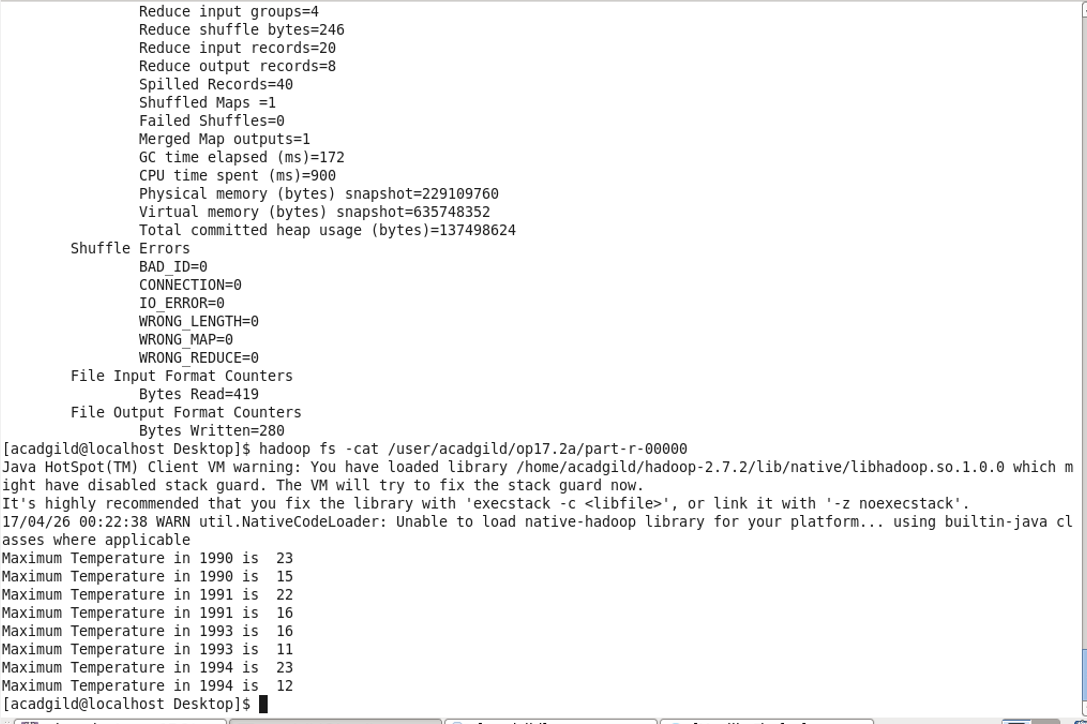 Reduce input groups=4
Reduce shuffle bytes=246
Reduce input records=20
Reduce output records=8
Spilled Records=40
Shuffled Maps =1
Failed Shuffles=0
Merged Map outputs=1
GC time elapsed (ms)=172
CPU time spent (ms)=900
Physical memory (bytes) snapshot=229109760
Virtual memory (bytes) snapshot=635748352
Total committed heap usage (bytes)=137498624
Shuffle Errors
BAD_ID=0
CONNECTION=0
IO_ERROR=0
WRONG_LENGTH=0
WRONG_MAP=0
WRONG_REDUCE=0
File Input Format Counters
Bytes Read=419
File Output Format Counters
Bytes Written=280
[acadgild@localhost Desktop]$ hadoop fs -cat /user/acadgild/op17.2a/part-r-00000
Java HotSpot(TM) Client VM warning: You have loaded library /home/acadgild/hadoop-2.7.2/lib/native/libhadoop.so.1.0.0 which m
ight have disabled stack guard. The VM will try to fix the stack guard now.
It's highly recommended that you fix the library with 'execstack -c <libfile>', or link it with '-z noexecstack'.
17/04/26 00:22:38 WARN util.NativeCodeLoader: Unable to load native-hadoop library for your platform... using builtin-java cl
asses where applicable
Maximum Temperature in 1990 is  23
Maximum Temperature in 1990 is  15
Maximum Temperature in 1991 is  22
Maximum Temperature in 1991 is  16
Maximum Temperature in 1993 is  16
Maximum Temperature in 1993 is  11
Maximum Temperature in 1994 is  23
Maximum Temperature in 1994 is  12
[acadgild@localhost Desktop]$